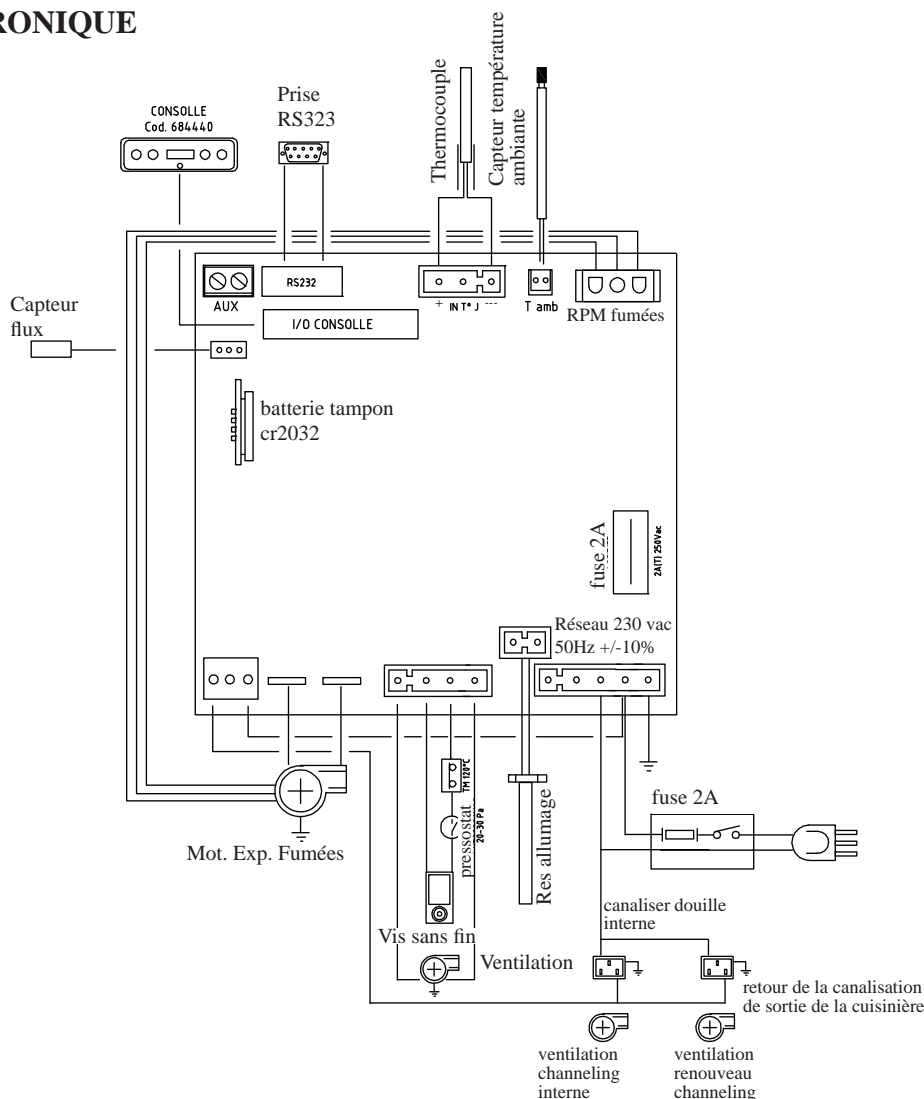 RONIQUE
CONSOLLE
Cod. 684440
Prise
RS323
Thermocouple
Capteur température
ambiante
AUX
RS232
+ IN T° J ---
T amb
RPM fumées
I/O CONSOLLE
Capteur
flux
batterie tampon
cr2032
fuse 2A
2A(T) 250Vac
Réseau 230 vac
50Hz +/-10%
TM 120°C
pressostat
20-30 Pa
Res allumage
fuse 2A
Mot. Exp. Fumées
Vis sans fin
Ventilation
canaliser douille
interne
retour de la canalisation
de sortie de la cuisinière
ventilation
channeling
interne
ventilation
renouveau
channeling